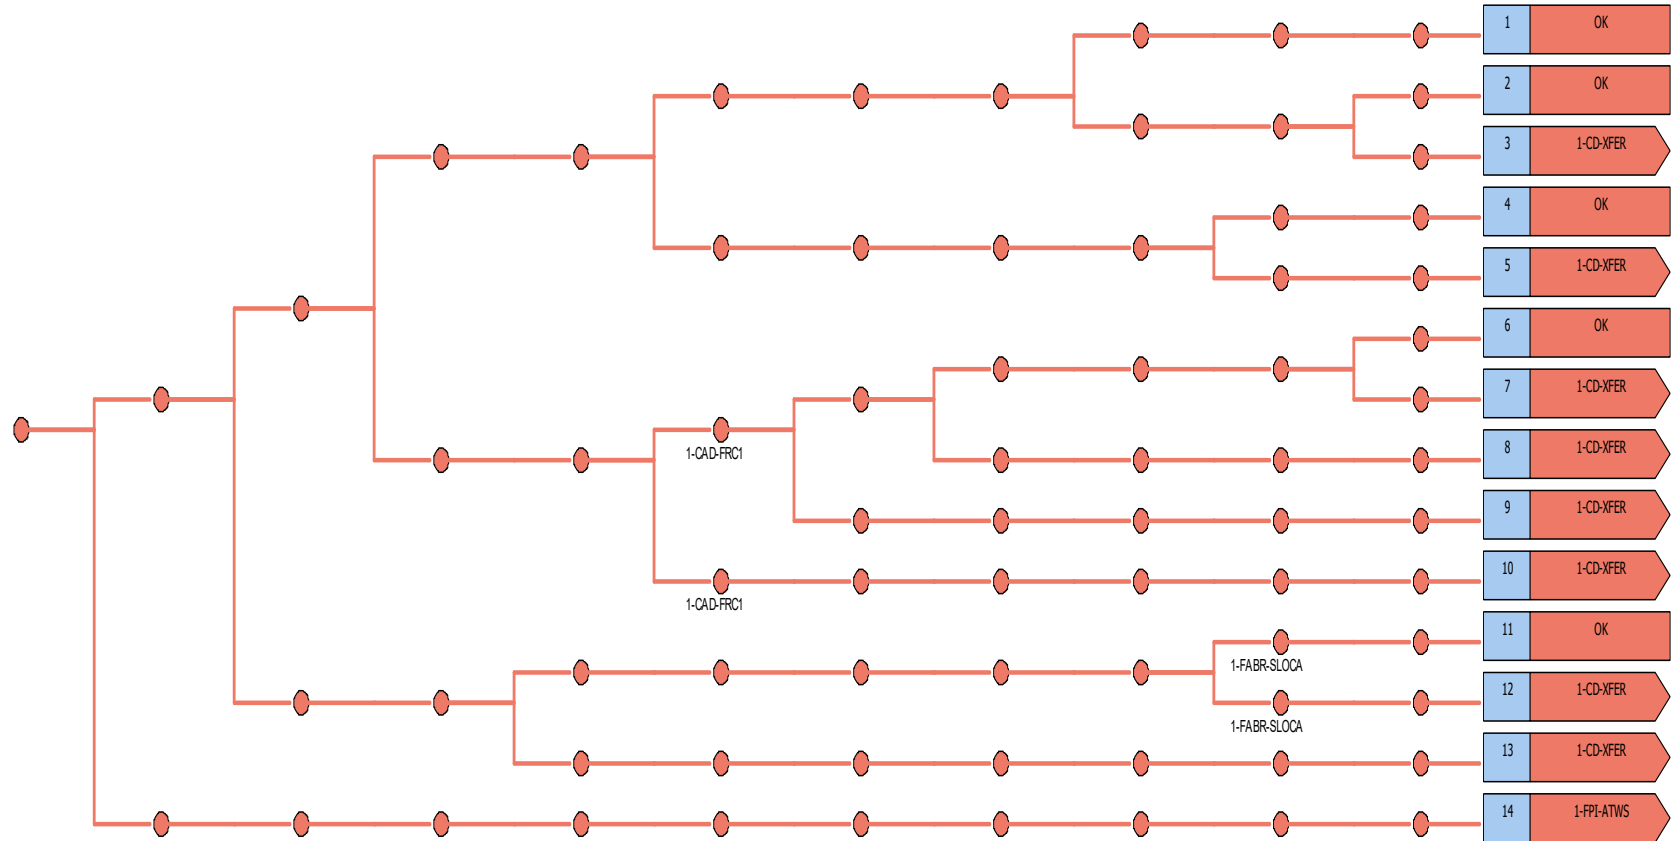 1 OK
2 OK
3 1-CD-XFER
4 OK
5 1-CD-XFER
6 OK
7 1-CD-XFER
1-CAD-FRC1
8 1-CD-XFER
9 1-CD-XFER
10 1-CD-XFER
1-CAD-FRC1
11 OK
1-FABR-SLOCA
12 1-CD-XFER
1-FABR-SLOCA
13 1-CD-XFER
14 1-FPI-ATWS